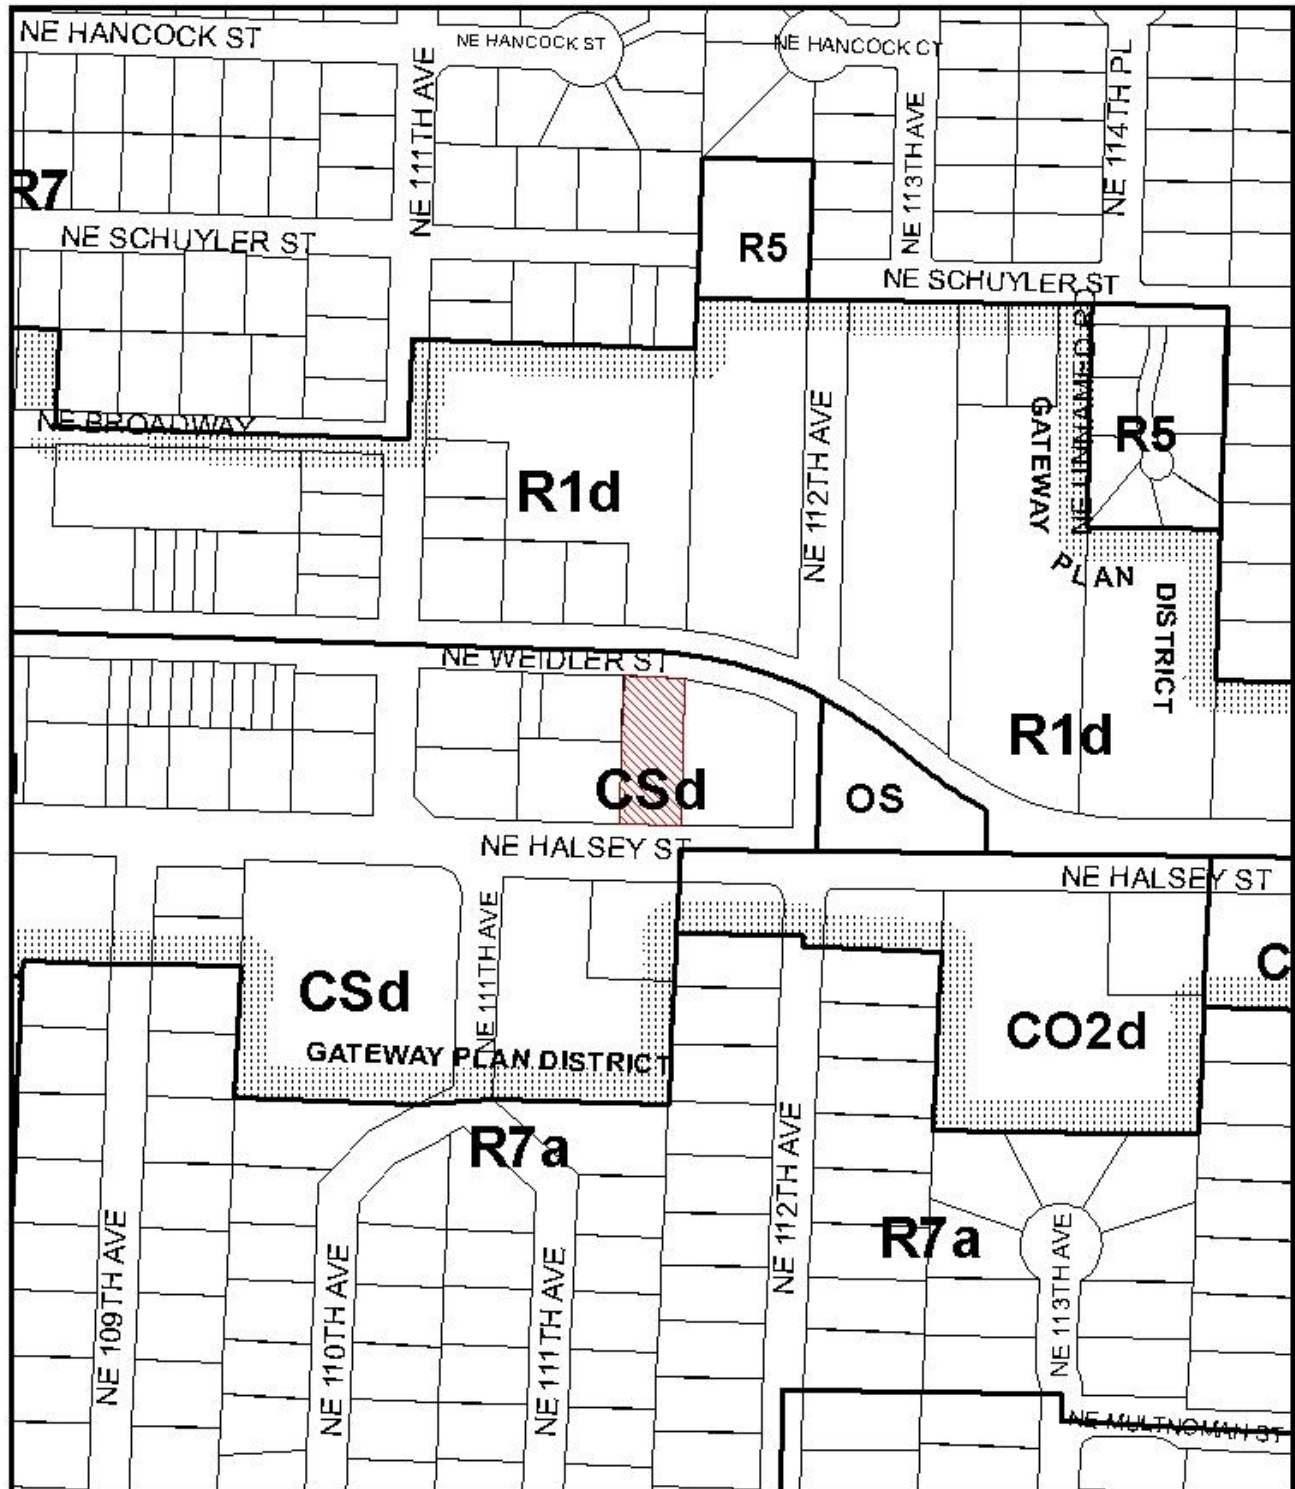 NE HANCOCK ST
NE HANCOCK ST
NE HANCOCK CT
NE 111TH AVE
NE 113TH AVE
NE 114TH PL
R7
NE SCHUYLER ST
R5
NE SCHUYLER ST
NE UNNAMED RD
NE BROADWAY
R1d
NE 112TH AVE
GATEWAY
PLAN
DISTRICT
R5
NE WEIDLER ST
R1d
CSd
OS
NE HALSEY ST
NE HALSEY ST
CSd
NE 111TH AVE
GATEWAY PLAN DISTRICT
CO2d
C
R7a
NE 109TH AVE
NE 110TH AVE
NE 111TH AVE
NE 112TH AVE
R7a
NE 113TH AVE
NE MULTNOMAH ST